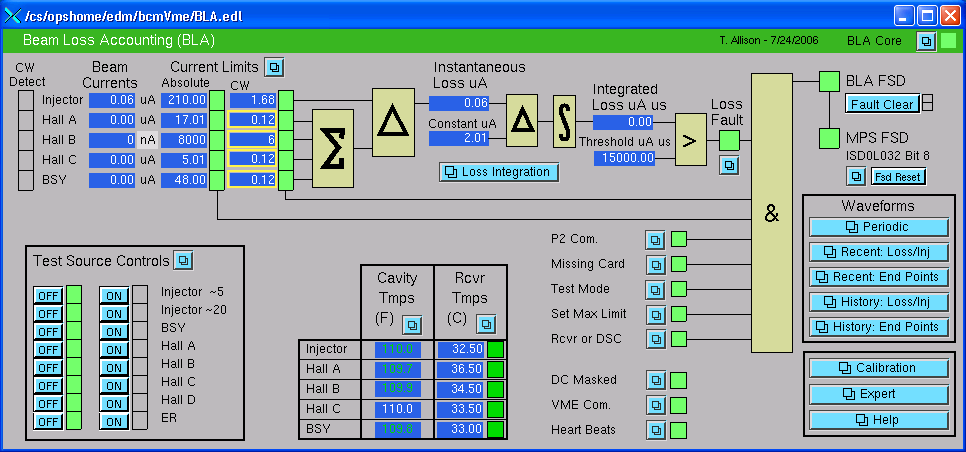 /cs/opshome/edm/bcmVme/BLA.edl
Beam Loss Accounting (BLA) T. Allison - 7/24/2006 BLA Core
CW Detect
Beam Currents
Current Limits
Absolute CW
Injector 0.06 uA 210.00 1.68
Hall A 0.00 uA 17.01 0.12
Hall B 0 nA 8000 6
Hall C 0.00 uA 5.01 0.12
BSY 0.00 uA 48.00 0.12
Σ
Δ
Instantaneous
Loss uA
0.06
Constant uA
2.01
Δ
∫
Integrated
Loss uA us
0.00
Threshold uA us
15000.00
>
Loss Fault
Loss Integration
&
BLA FSD
Fault Clear
MPS FSD
ISD0L032 Bit 8
Fsd Reset
Waveforms
Periodic
Recent: Loss/Inj
Recent: End Points
History: Loss/Inj
History: End Points
Calibration
Expert
Help
P2 Com.
Missing Card
Test Mode
Set Max Limit
Rcvr or DSC
DC Masked
VME Com.
Heart Beats
Test Source Controls
OFF ON Injector ~5
OFF ON Injector ~20
OFF ON BSY
OFF ON Hall A
OFF ON Hall B
OFF ON Hall C
OFF ON Hall D
OFF ON ER
Cavity Tmps (F)
Rcvr Tmps (C)
Injector 110.0 32.50
Hall A 109.7 36.50
Hall B 109.9 34.50
Hall C 110.0 33.50
BSY 109.8 33.00